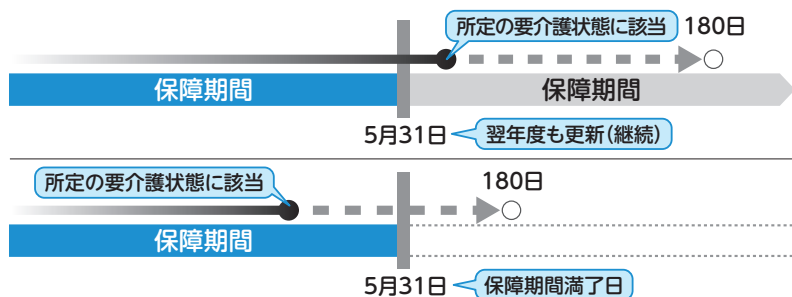 所定の要介護状態に該当 180日
保障期間 保障期間
5月31日 翌年度も更新(継続)
所定の要介護状態に該当 180日
保障期間
5月31日 保障期間満了日